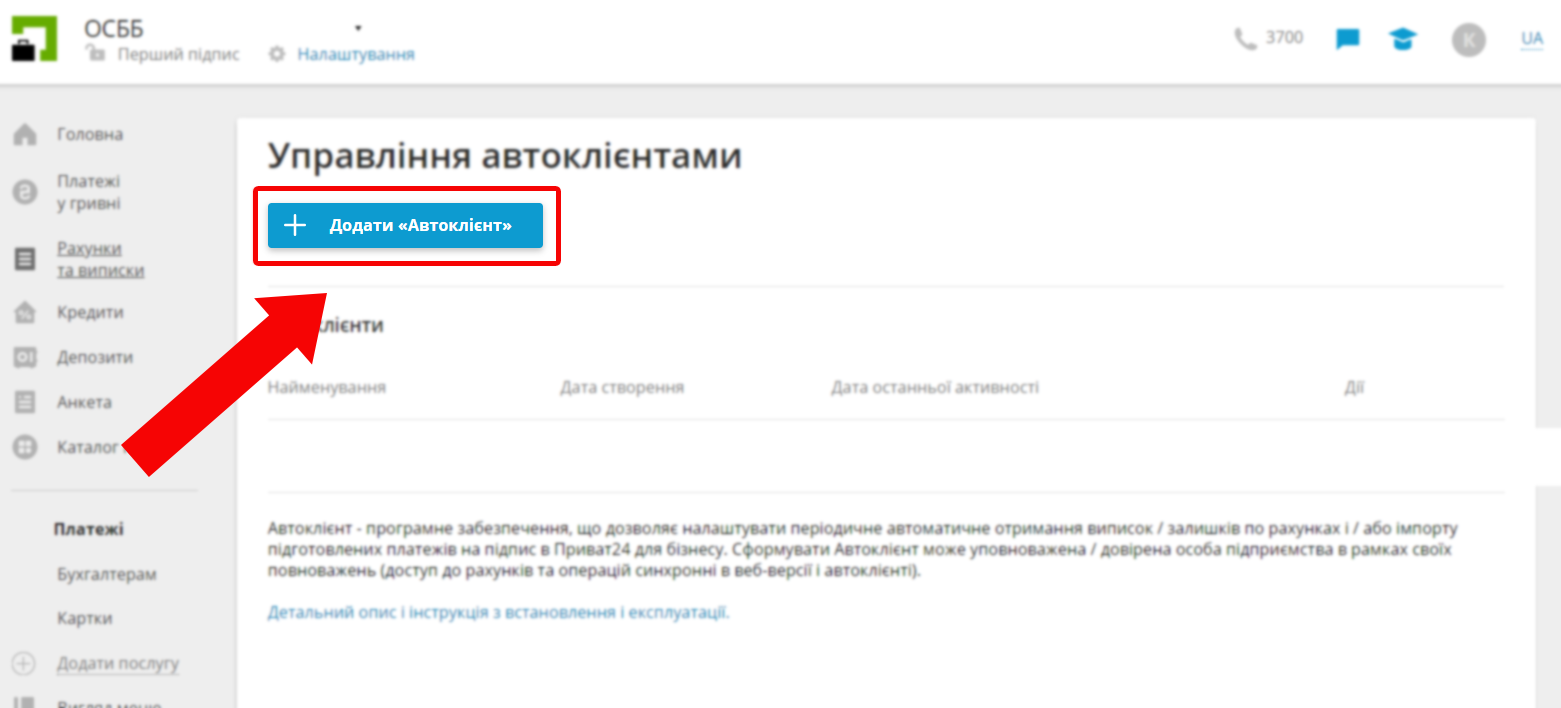 ОСББ
Перший підпис
Налаштування
3700
К
UA
Головна
Платежі
у гривні
Рахунки
та виписки
Кредити
Депозити
Анкета
Каталог
Платежі
Бухгалтерам
Картки
Додати послугу
Вигляд меню
Управління автоклієнтами
Додати «Автоклієнт»
клієнти
Найменування
Дата створення
Дата останньої активності
Дії
Автоклієнт - програмне забезпечення, що дозволяє налаштувати періодичне автоматичне отримання виписок / залишків по рахунках і / або імпорту
підготовлених платежів на підпис в Приват24 для бізнесу. Сформувати Автоклієнт може уповноважена / довірена особа підприємства в рамках своїх
повноважень (доступ до рахунків та операцій синхронні в веб-версії і автоклієнті).
Детальний опис і інструкція з встановлення і експлуатації.